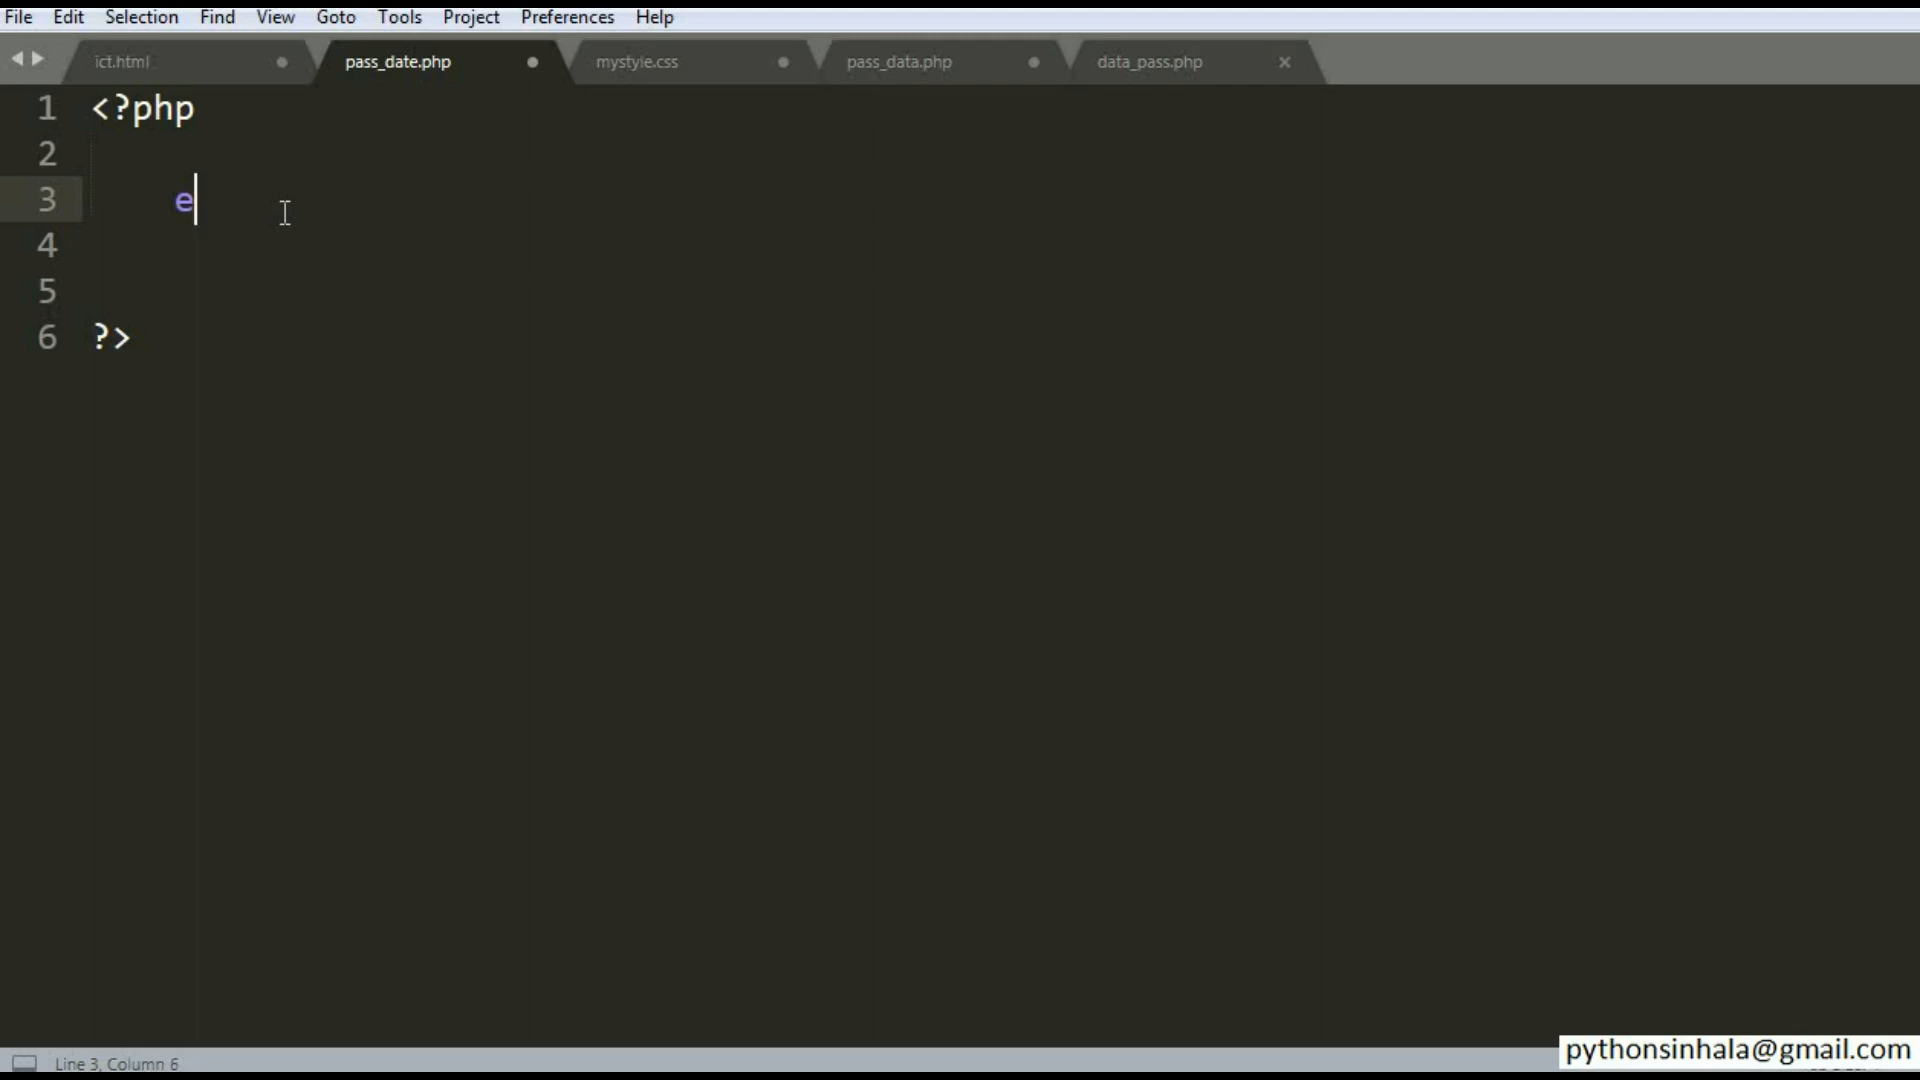 File Edit Selection Find View Goto Tools Project Preferences Help
ict.html pass_date.php mystyle.css pass_data.php data_pass.php
1 <?php
2
3 e
4
5
6 ?>
Line 3, Column 6
pythonsinhala@gmail.com